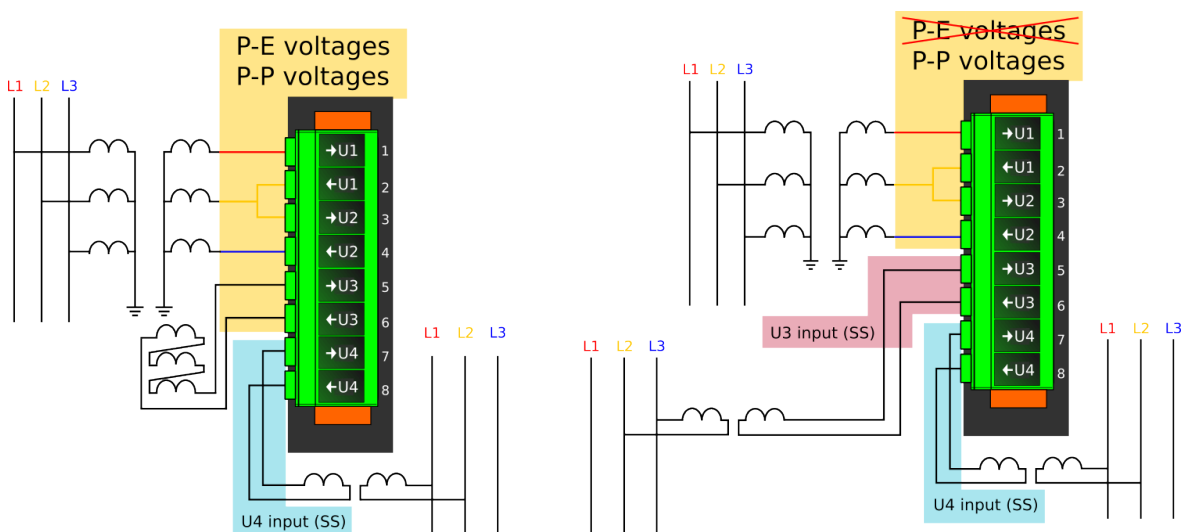 P-E voltages
P-P voltages
L1 L2 L3
→U1 1
←U1 2
→U2 3
←U2 4
→U3 5
←U3 6
→U4 7
←U4 8
L1 L2 L3
U4 input (SS)
P-E voltages
P-P voltages
L1 L2 L3
→U1 1
←U1 2
→U2 3
←U2 4
→U3 5
←U3 6
→U4 7
←U4 8
U3 input (SS)
L1 L2 L3
L1 L2 L3
U4 input (SS)